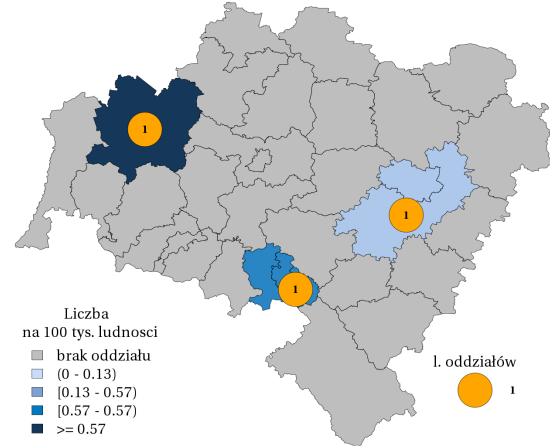 1
1
1
Liczba
na 100 tys. ludnosci
brak oddziału
(0 - 0.13)
[0.13 - 0.57)
[0.57 - 0.57)
>= 0.57
l. oddziałów
1